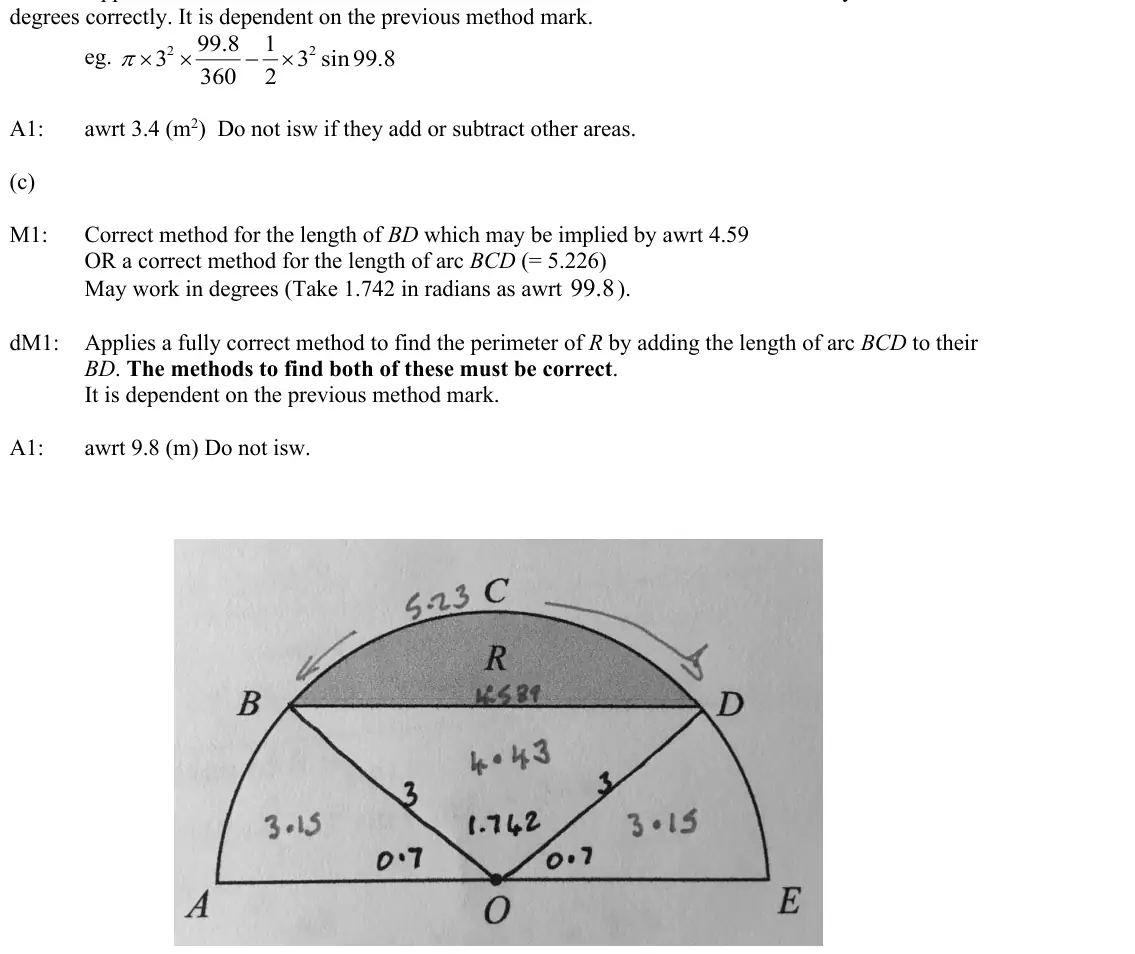 degrees correctly. It is dependent on the previous method mark.
eg. π × 3² × 99.8/360 − 1/2 × 3² sin 99.8
A1: awrt 3.4 (m²) Do not isw if they add or subtract other areas.
(c)
M1: Correct method for the length of BD which may be implied by awrt 4.59
OR a correct method for the length of arc BCD (= 5.226)
May work in degrees (Take 1.742 in radians as awrt 99.8).
dM1: Applies a fully correct method to find the perimeter of R by adding the length of arc BCD to their
BD. The methods to find both of these must be correct.
It is dependent on the previous method mark.
A1: awrt 9.8 (m) Do not isw.
5.23 C
R
4.589
B D
4.43
3 3
3.15 1.742 3.15
0.7 0.7
A O E